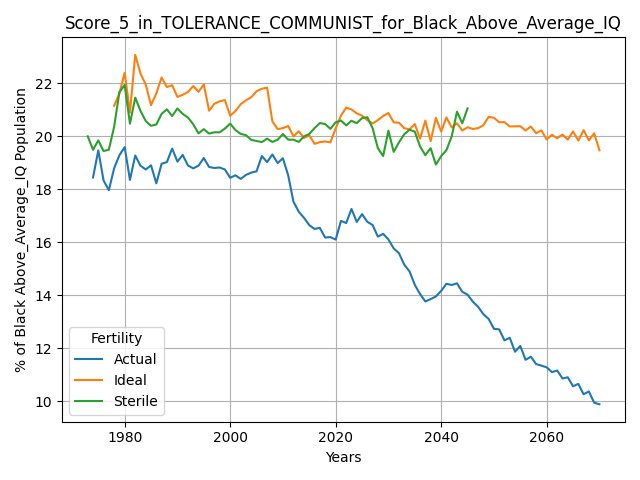 Score_5_in_TOLERANCE_COMMUNIST_for_Black_Above_Average_IQ
% of Black Above_Average_IQ Population
22
20
18
16
14
12
10
Fertility
Actual
Ideal
Sterile
1980
2000
2020
2040
2060
Years